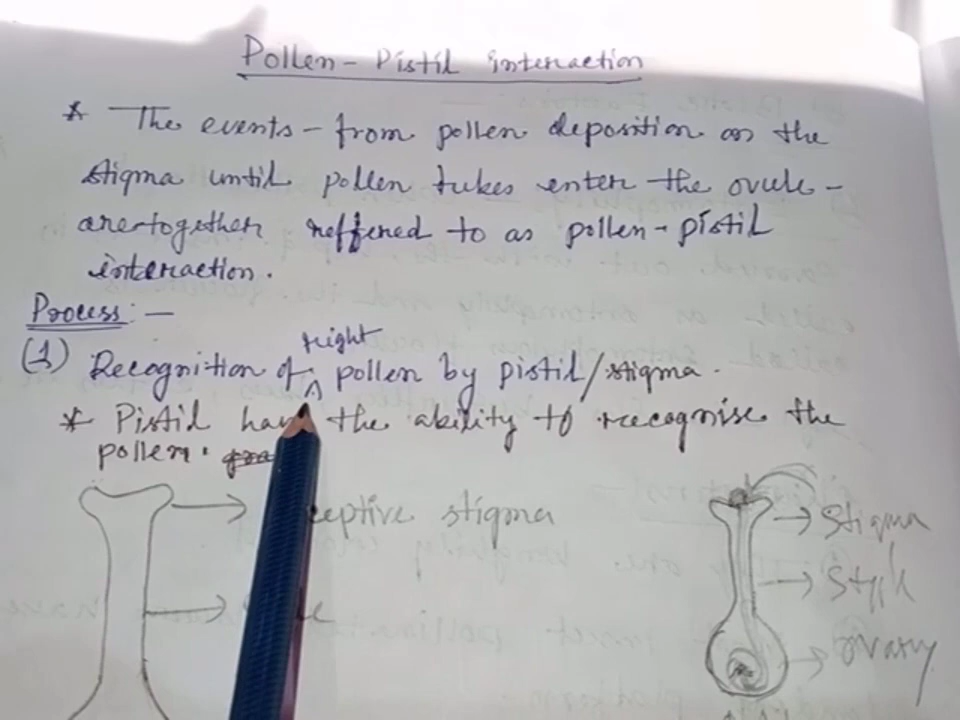 Pollen - Pistil interaction
* The events - from pollen deposition on the
stigma until pollen tubes enter the ovule -
are together reffered to as pollen - pistil
interaction.
Process : -
right
(1) Recognition of ^ pollen by pistil/stigma.
* Pistil have the ability to recognise the
pollen.
stigma
Stigma
Style
Ovary